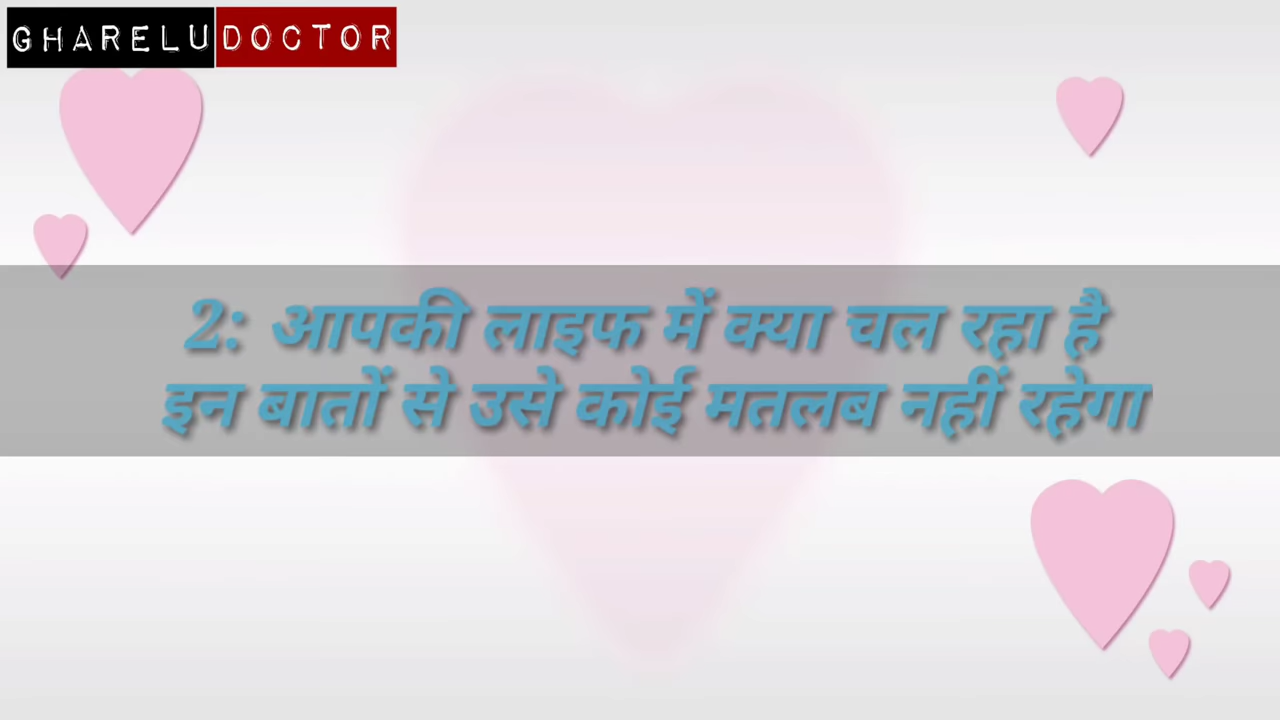 GHARELU DOCTOR
2: आपकी लाइफ में क्या चल रहा है
इन बातों से उसे कोई मतलब नहीं रहेगा